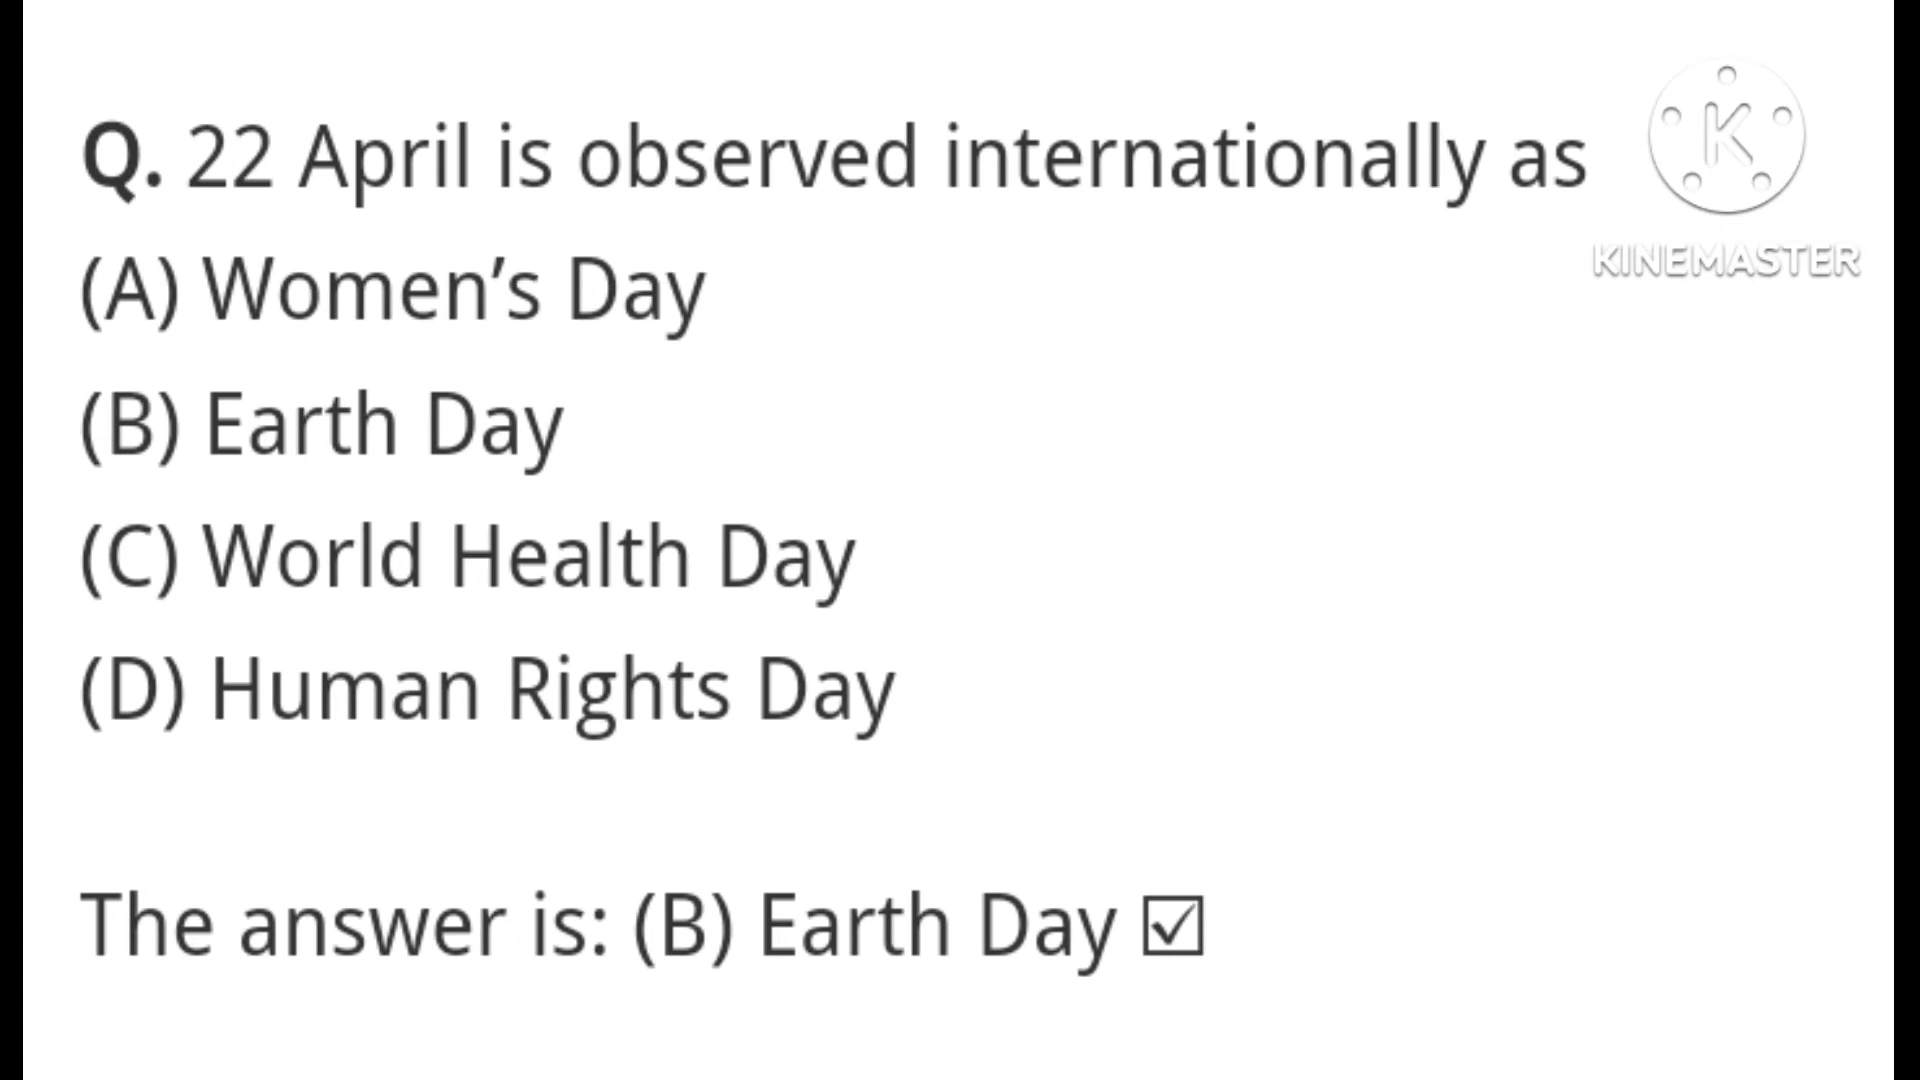 Q. 22 April is observed internationally as
KINEMASTER
(A) Women’s Day
(B) Earth Day
(C) World Health Day
(D) Human Rights Day
The answer is: (B) Earth Day ☑